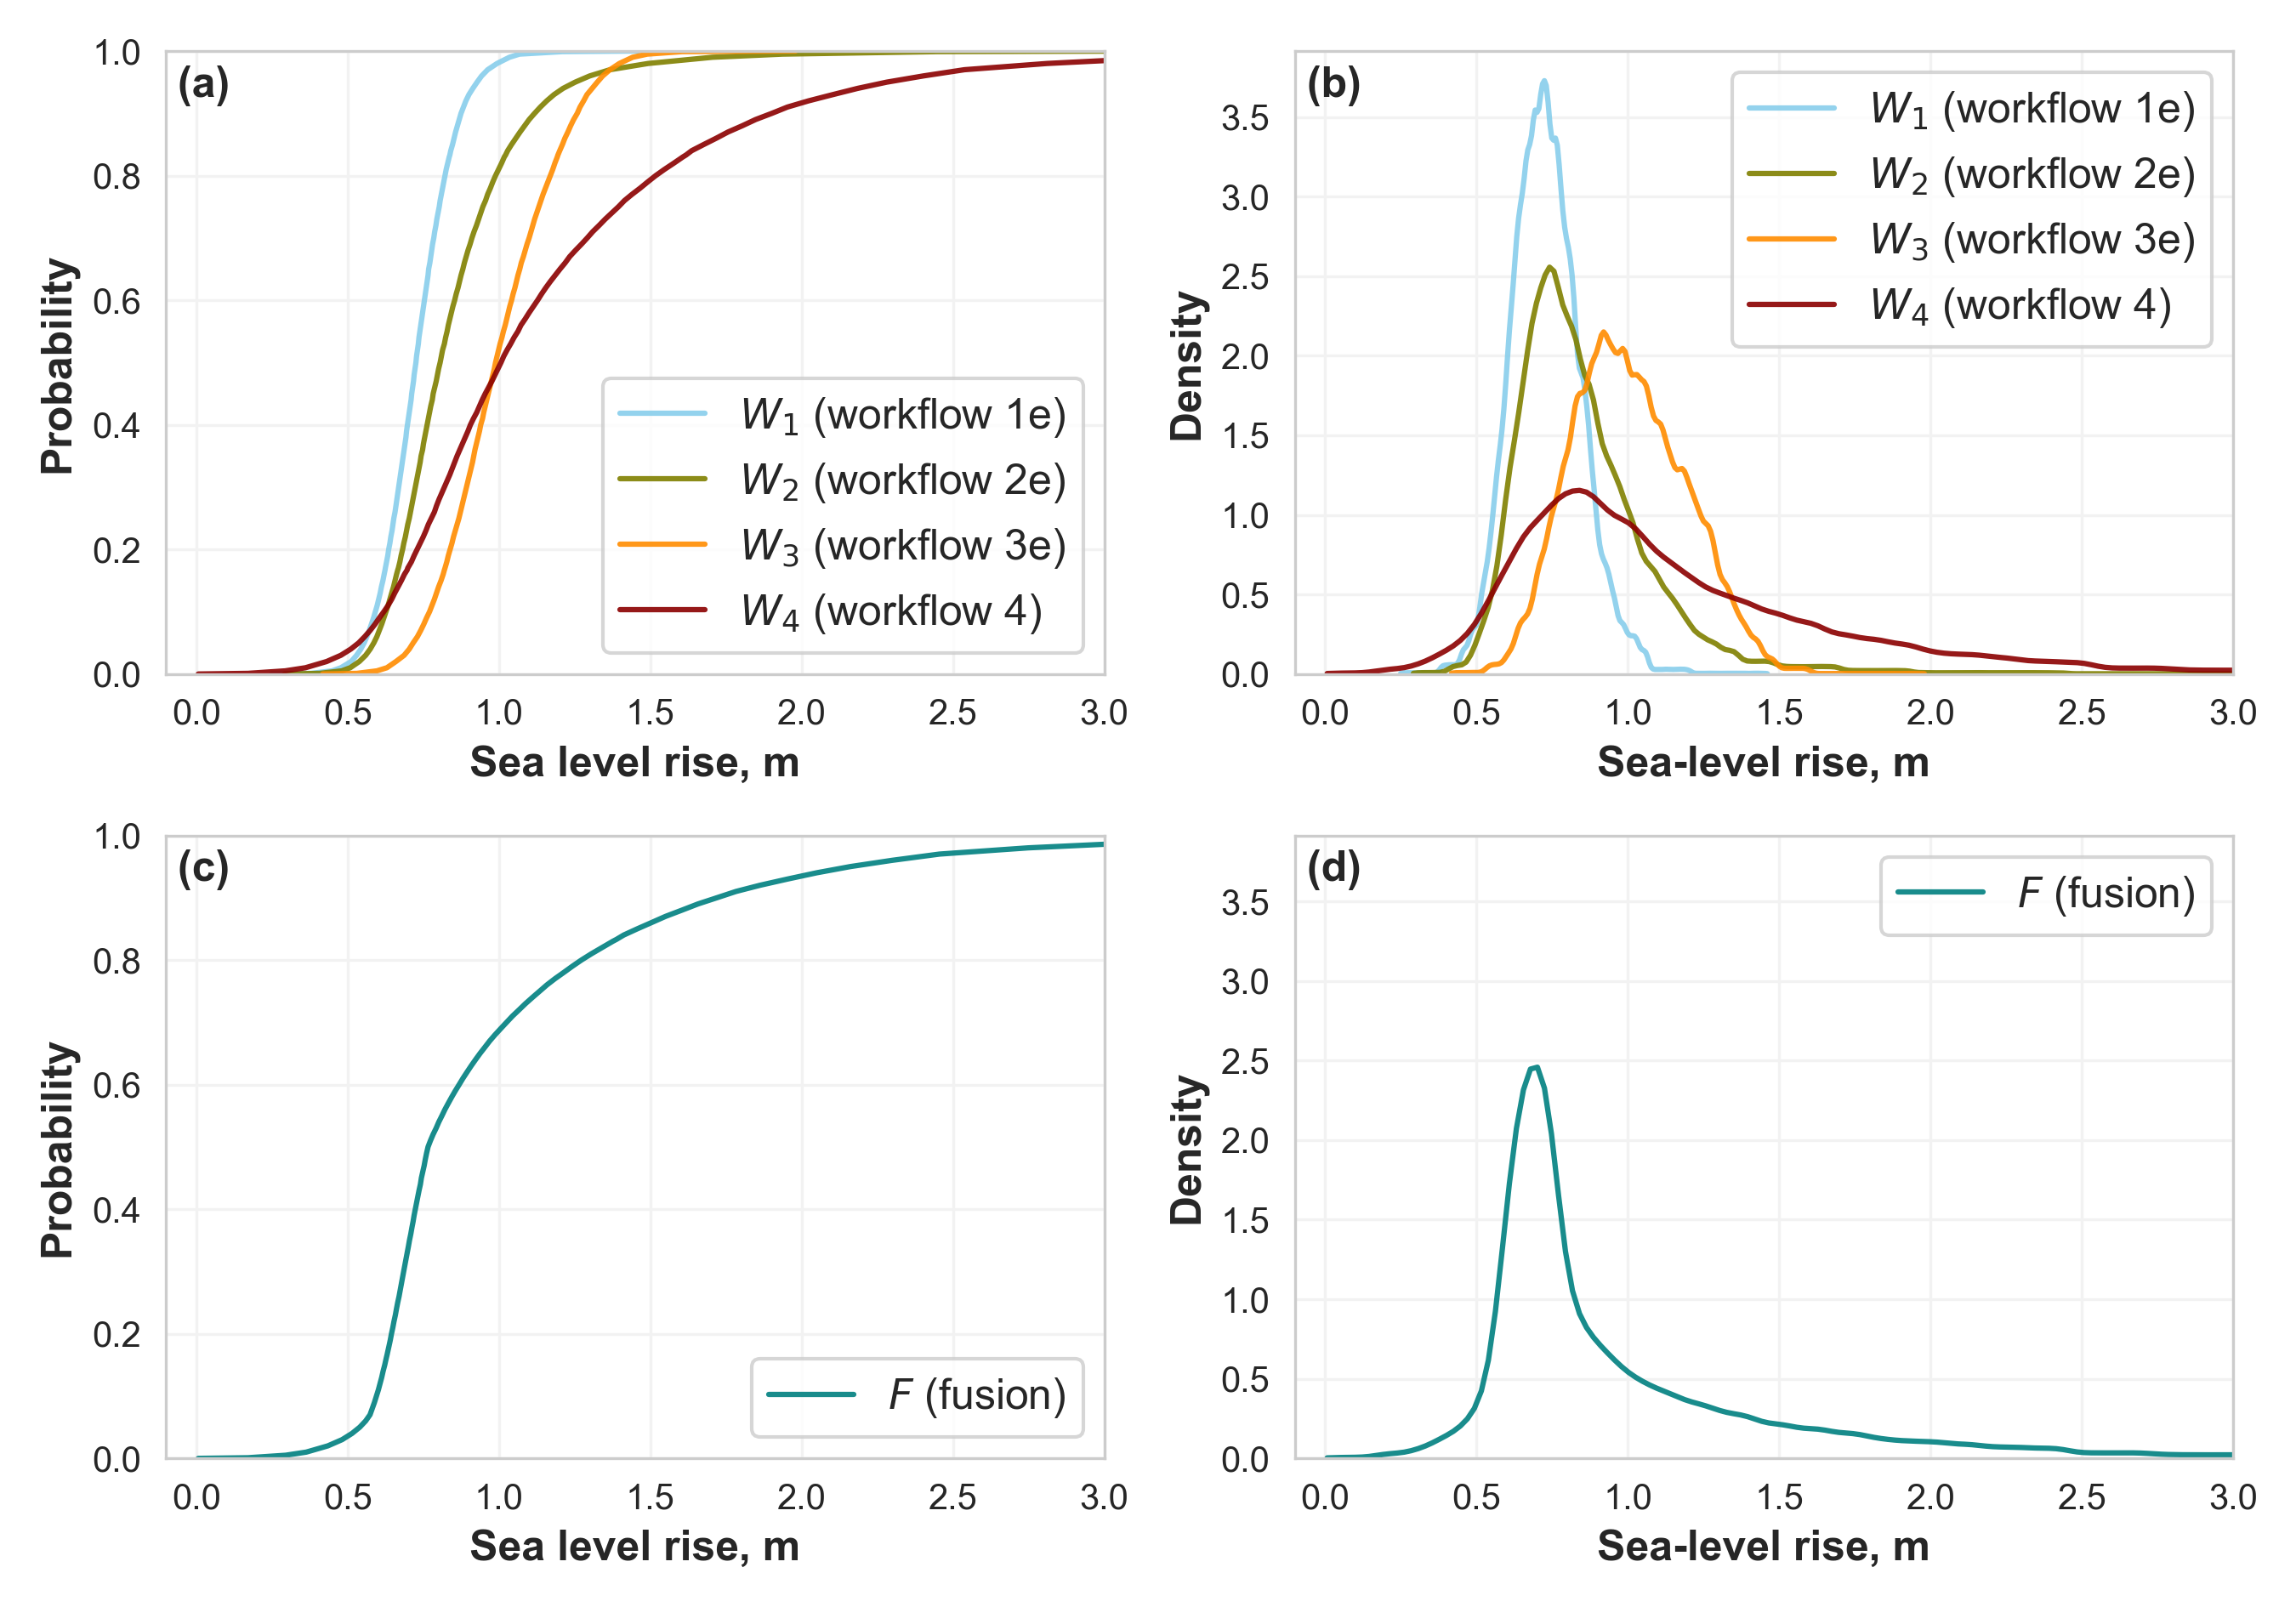 (a)
1.0
0.8
0.6
0.4
0.2
0.0
Probability
W1 (workflow 1e)
W2 (workflow 2e)
W3 (workflow 3e)
W4 (workflow 4)
0.0 0.5 1.0 1.5 2.0 2.5 3.0
Sea level rise, m
(b)
3.5
3.0
2.5
2.0
1.5
1.0
0.5
0.0
Density
W1 (workflow 1e)
W2 (workflow 2e)
W3 (workflow 3e)
W4 (workflow 4)
0.0 0.5 1.0 1.5 2.0 2.5 3.0
Sea-level rise, m
(c)
1.0
0.8
0.6
0.4
0.2
0.0
Probability
F (fusion)
0.0 0.5 1.0 1.5 2.0 2.5 3.0
Sea level rise, m
(d)
3.5
3.0
2.5
2.0
1.5
1.0
0.5
0.0
Density
F (fusion)
0.0 0.5 1.0 1.5 2.0 2.5 3.0
Sea-level rise, m